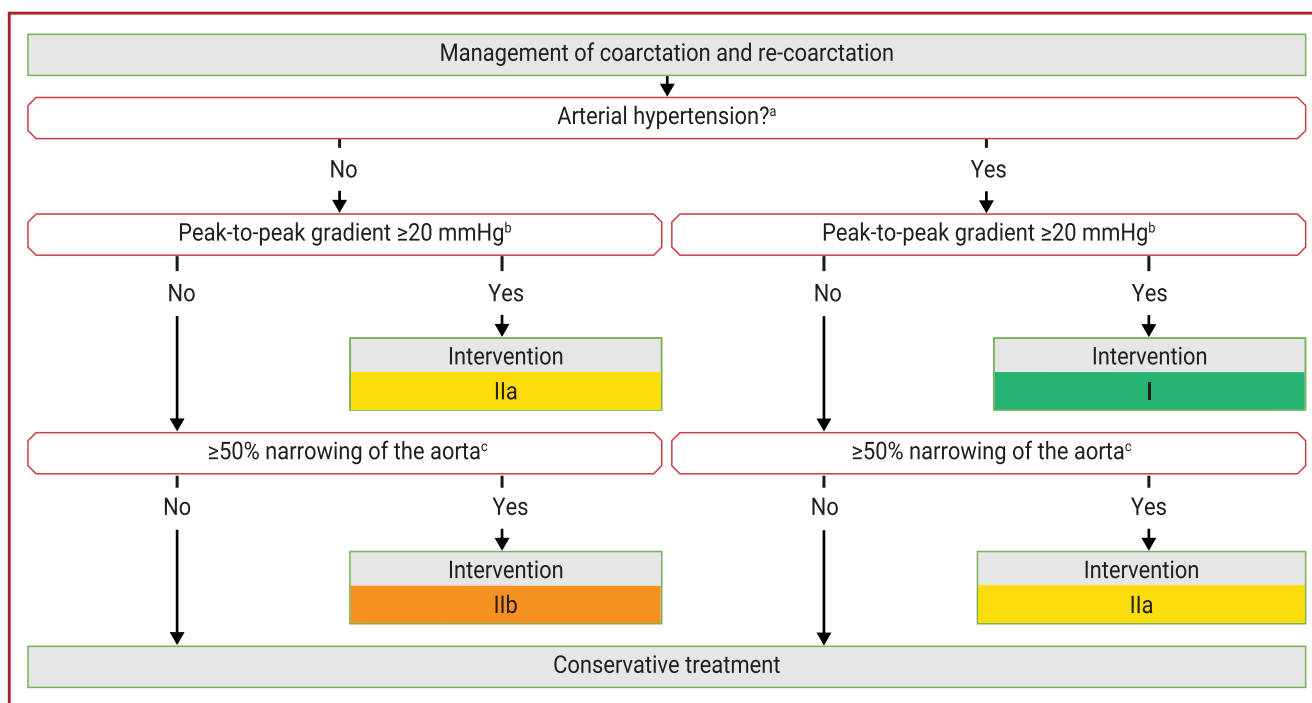 Management of coarctation and re-coarctation
Arterial hypertension?ᵃ
No
Yes
Peak-to-peak gradient ≥20 mmHgᵇ
Peak-to-peak gradient ≥20 mmHgᵇ
No
Yes
No
Yes
Intervention
IIa
Intervention
I
≥50% narrowing of the aortaᶜ
≥50% narrowing of the aortaᶜ
No
Yes
No
Yes
Intervention
IIb
Intervention
IIa
Conservative treatment